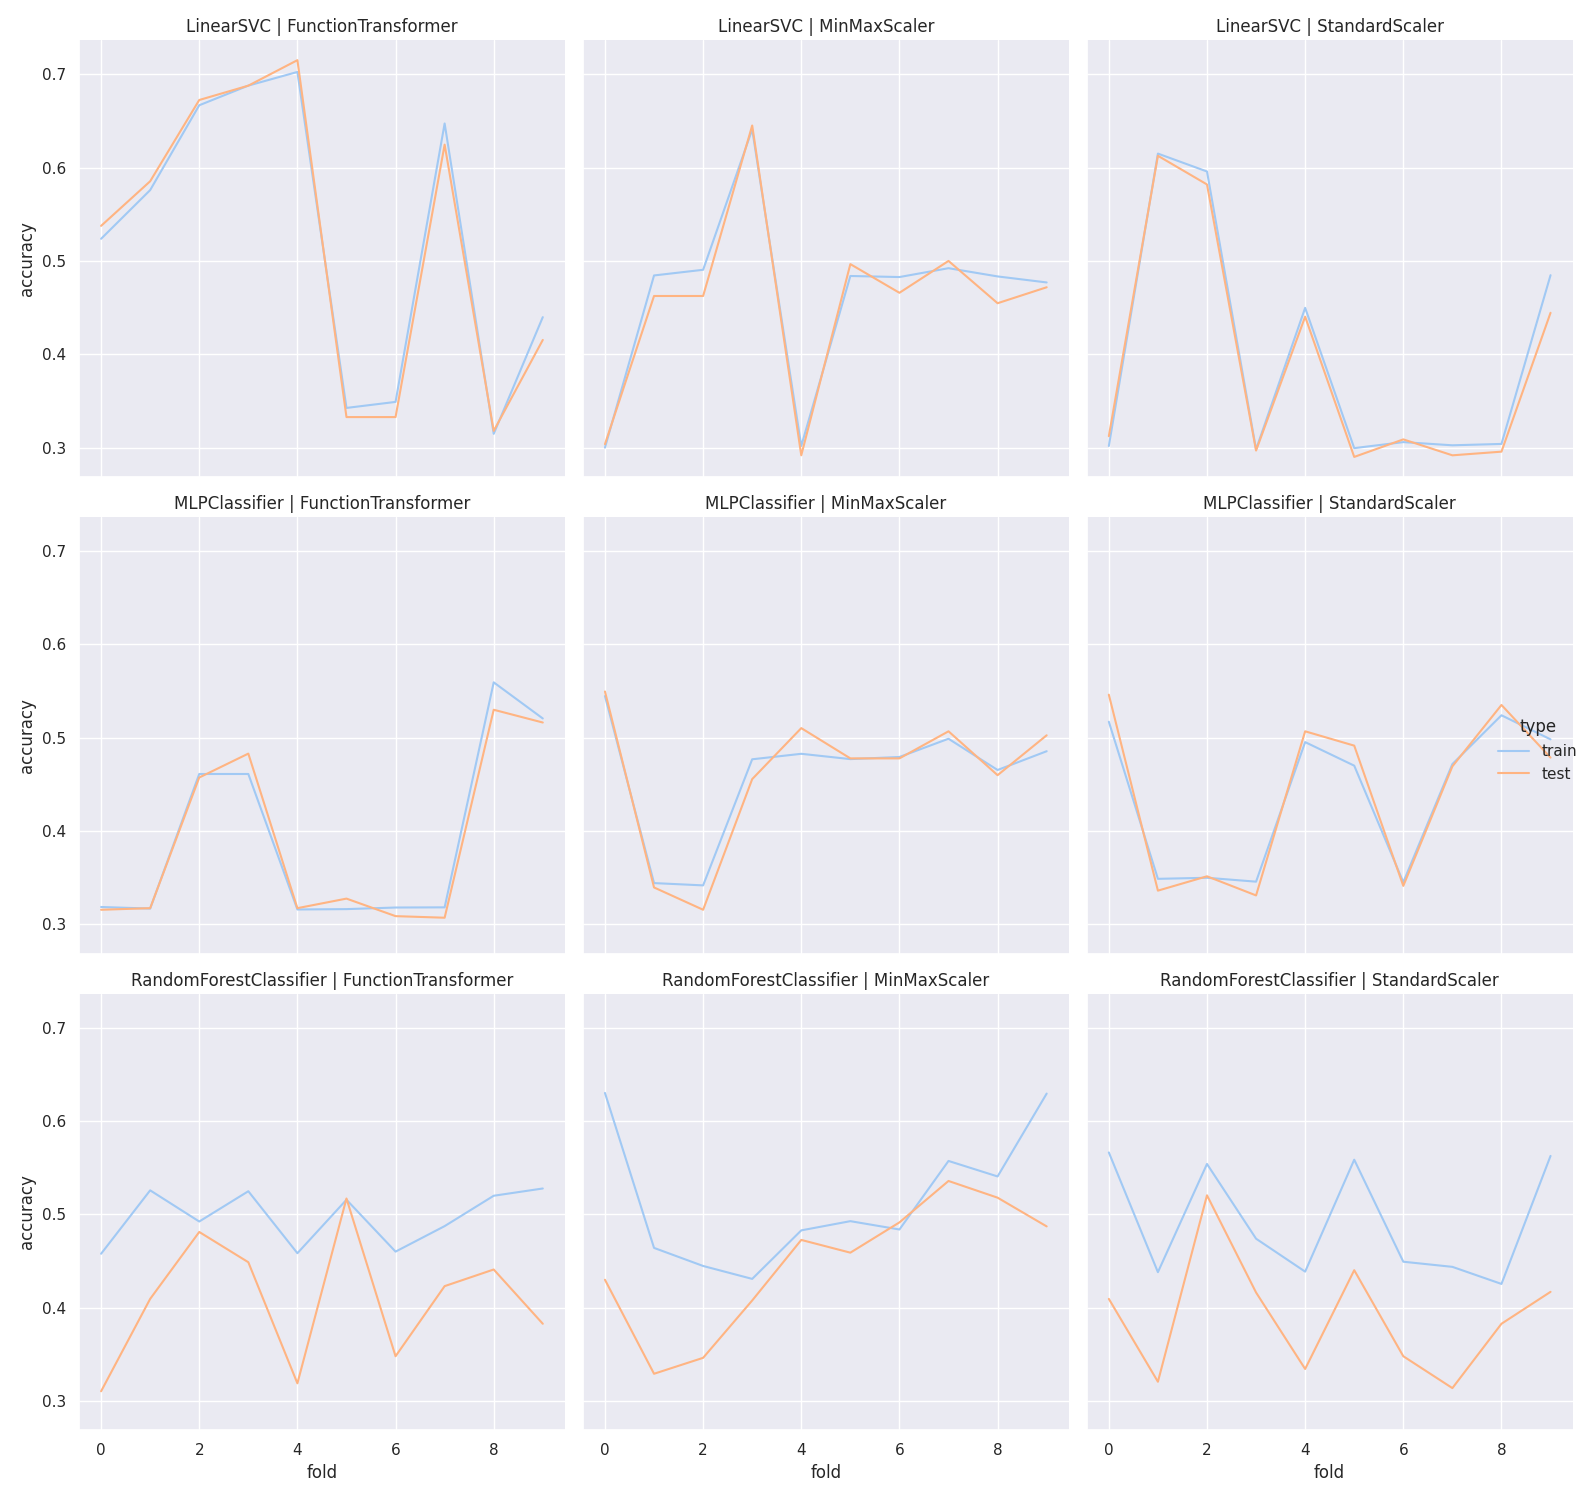 LinearSVC | FunctionTransformer
LinearSVC | MinMaxScaler
LinearSVC | StandardScaler
accuracy
0.7
0.6
0.5
0.4
0.3
MLPClassifier | FunctionTransformer
MLPClassifier | MinMaxScaler
MLPClassifier | StandardScaler
accuracy
0.7
0.6
0.5
0.4
0.3
type
train
test
RandomForestClassifier | FunctionTransformer
RandomForestClassifier | MinMaxScaler
RandomForestClassifier | StandardScaler
accuracy
0.7
0.6
0.5
0.4
0.3
0 2 4 6 8
fold
0 2 4 6 8
fold
0 2 4 6 8
fold